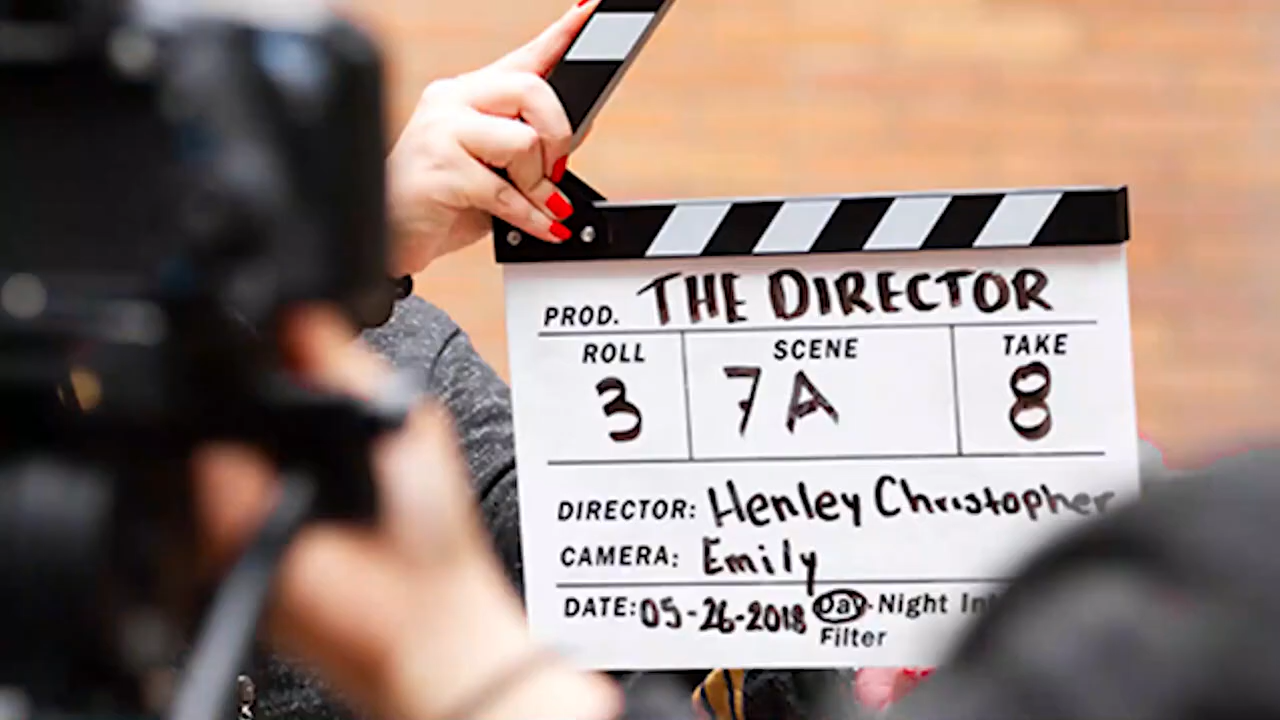 PROD. THE DIRECTOR
ROLL SCENE TAKE
3 7A 8
DIRECTOR: Henley Christopher
CAMERA: Emily
DATE: 05-26-2018 Day-Night
Filter